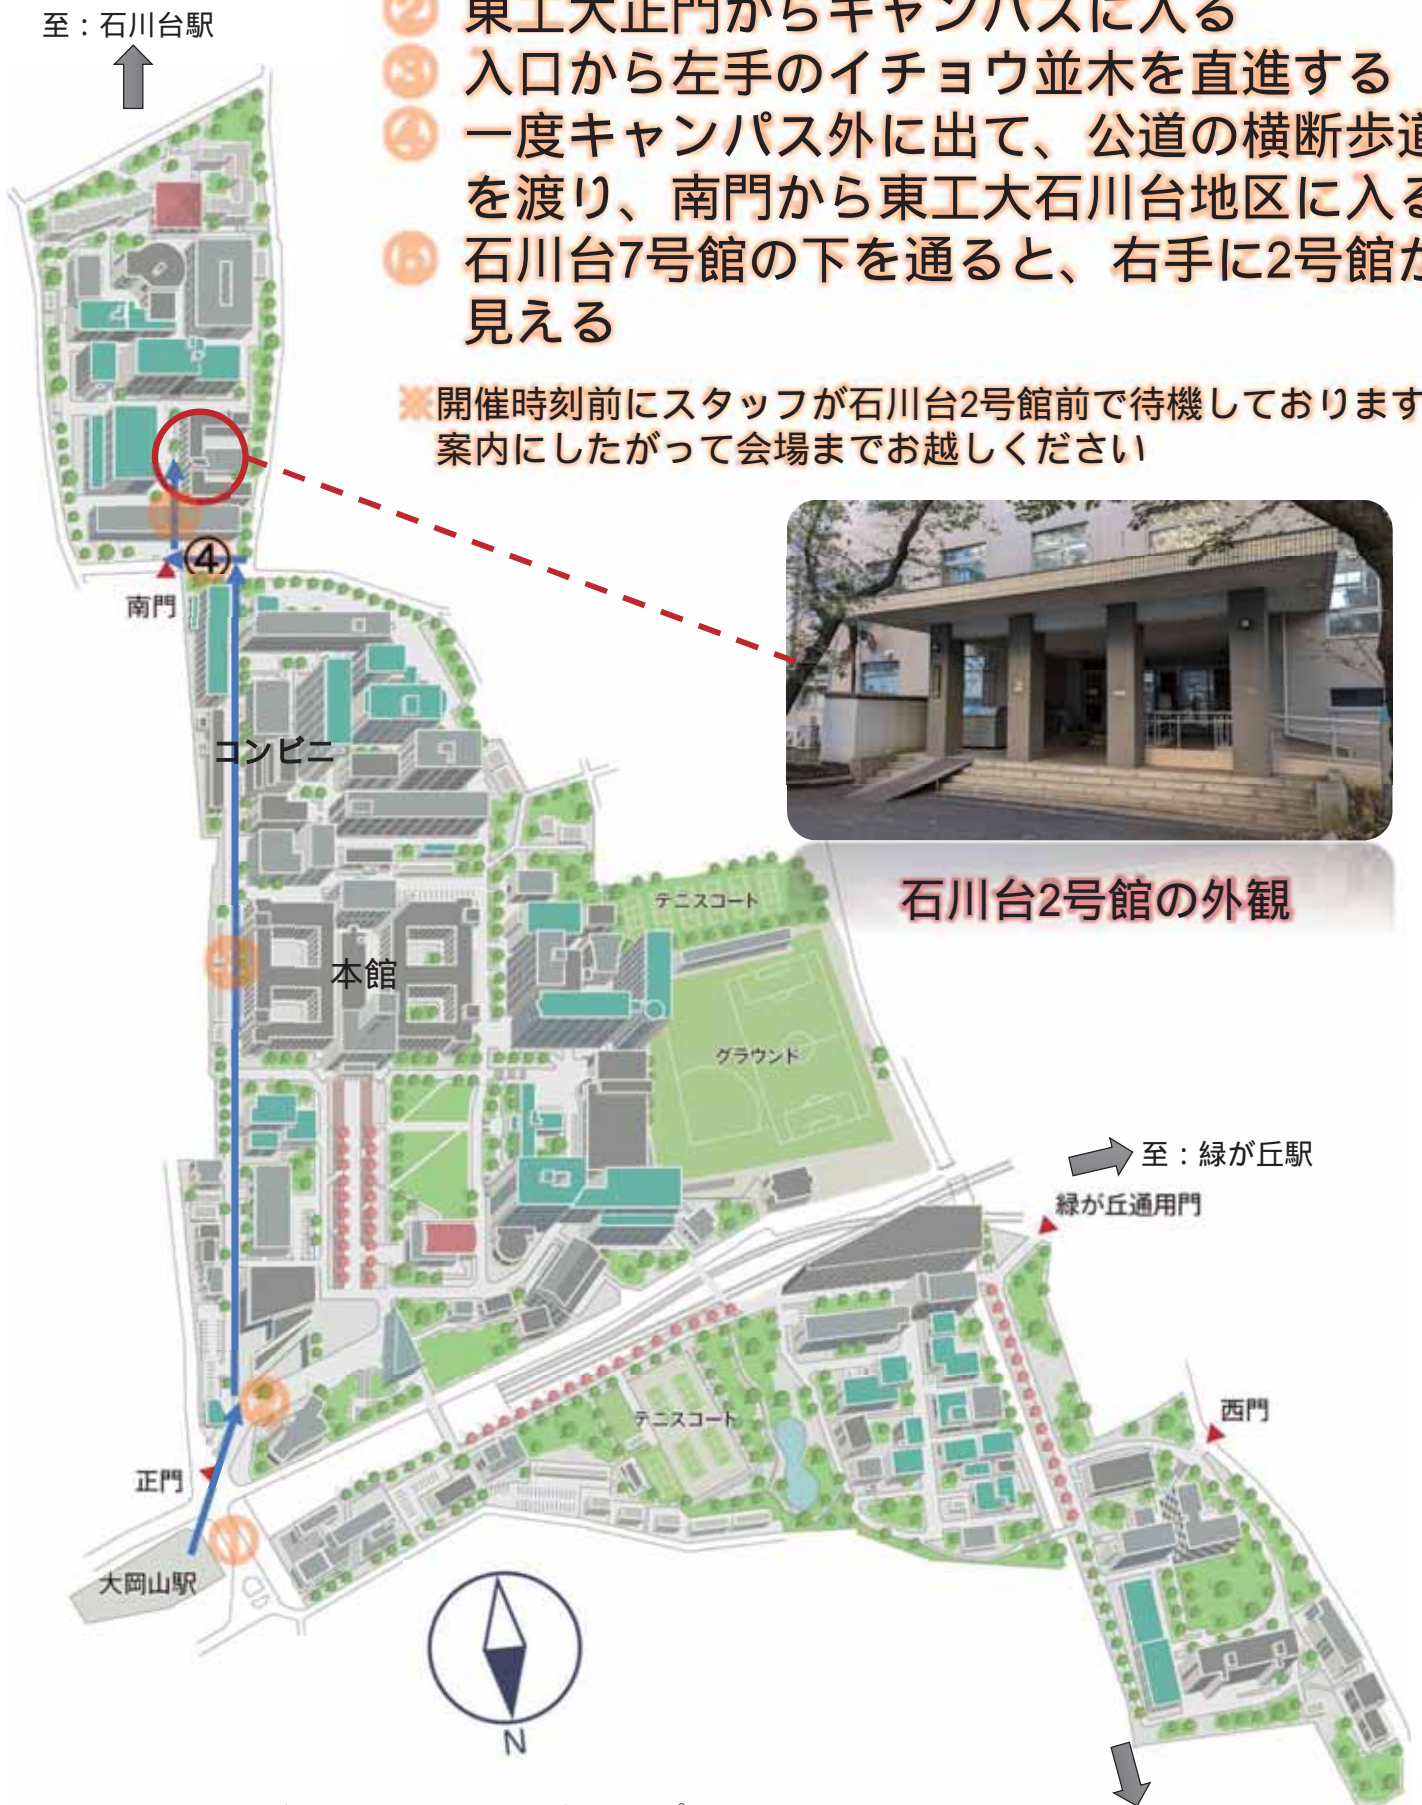 至：石川台駅
② 東工大正門からキャンパスに入る
③ 入口から左手のイチョウ並木を直進する
④ 一度キャンパス外に出て、公道の横断歩道
を渡り、南門から東工大石川台地区に入る
⑤ 石川台7号館の下を通ると、右手に2号館が
見える
※開催時刻前にスタッフが石川台2号館前で待機しております
案内にしたがって会場までお越しください
④
南門
コンビニ
テニスコート
石川台2号館の外観
③
本館
グラウンド
至：緑が丘駅
緑が丘通用門
②
テニスコート
西門
正門
①
大岡山駅
N